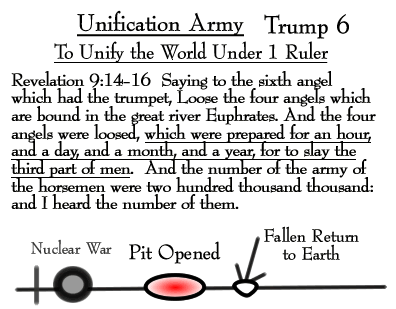 Unification Army Trump 6
To Unify the World Under 1 Ruler
Revelation 9:14-16 Saying to the sixth angel
which had the trumpet, Loose the four angels which
are bound in the great river Euphrates. And the four
angels were loosed, which were prepared for an hour,
and a day, and a month, and a year, for to slay the
third part of men. And the number of the army of
the horsemen were two hundred thousand thousand:
and I heard the number of them.
Nuclear War
Pit Opened
Fallen Return
to Earth